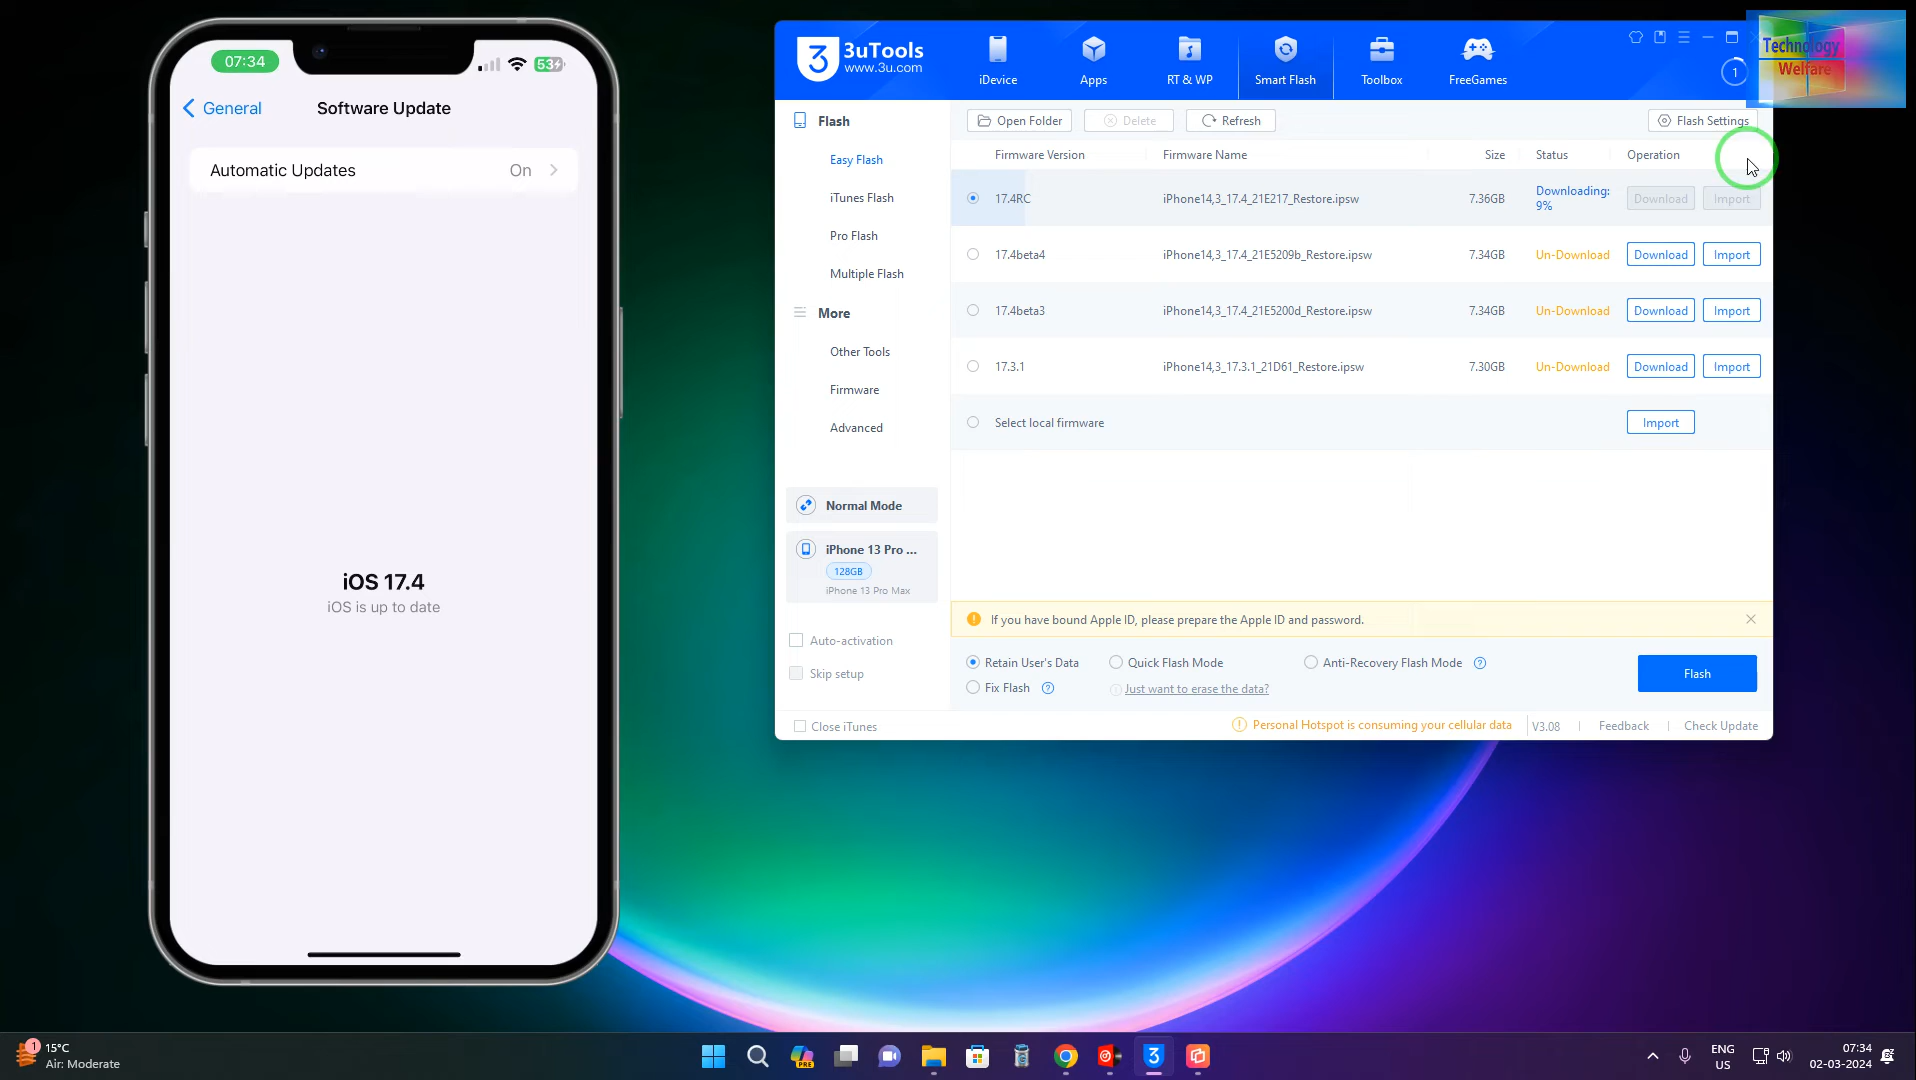 07:34
53
General
Software Update
Automatic Updates
On
iOS 17.4
iOS is up to date
3
3uTools
www.3u.com
iDevice
Apps
RT & WP
Smart Flash
Toolbox
FreeGames
1
Technology
Welfare
Flash
Easy Flash
iTunes Flash
Pro Flash
Multiple Flash
More
Other Tools
Firmware
Advanced
Normal Mode
iPhone 13 Pro ...
128GB
iPhone 13 Pro Max
Auto-activation
Skip setup
Close iTunes
Open Folder
Delete
Refresh
Flash Settings
Firmware Version Firmware Name Size Status Operation
17.4RC iPhone14,3_17.4_21E217_Restore.ipsw 7.36GB Downloading: 9% Download Import
17.4beta4 iPhone14,3_17.4_21E5209b_Restore.ipsw 7.34GB Un-Download Download Import
17.4beta3 iPhone14,3_17.4_21E5200d_Restore.ipsw 7.34GB Un-Download Download Import
17.3.1 iPhone14,3_17.3.1_21D61_Restore.ipsw 7.30GB Un-Download Download Import
Select local firmware Import
If you have bound Apple ID, please prepare the Apple ID and password.
Retain User's Data
Quick Flash Mode
Anti-Recovery Flash Mode
Fix Flash
Just want to erase the data?
Flash
Personal Hotspot is consuming your cellular data
V3.08
Feedback
Check Update
1
15°C
Air: Moderate
PRE
3
ENG
US
07:34
02-03-2024